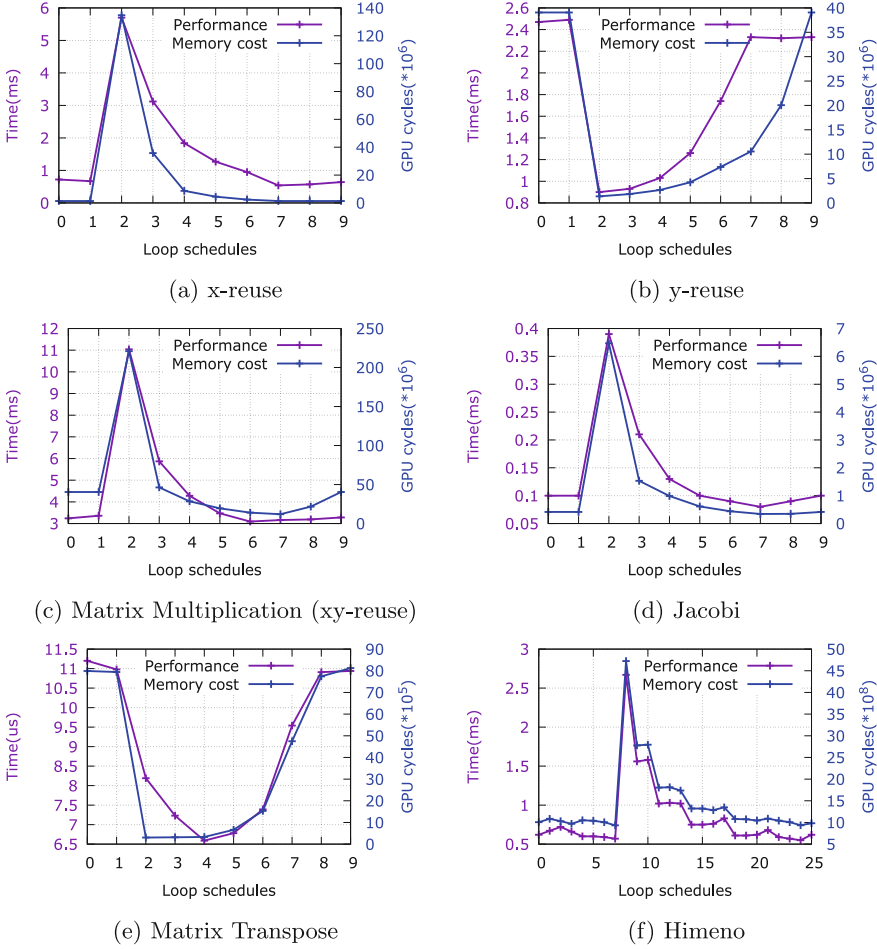 6
5
4
3
2
1
0
Time(ms)
Performance
Memory cost
140
120
100
80
60
40
20
0
GPU cycles(*10^6)
0 1 2 3 4 5 6 7 8 9
Loop schedules
(a) x-reuse
2.6
2.4
2.2
2
1.8
1.6
1.4
1.2
1
0.8
Time(ms)
Performance
Memory cost
40
35
30
25
20
15
10
5
0
GPU cycles(*10^6)
0 1 2 3 4 5 6 7 8 9
Loop schedules
(b) y-reuse
12
11
10
9
8
7
6
5
4
3
Time(ms)
Performance
Memory cost
250
200
150
100
50
0
GPU cycles(*10^6)
0 1 2 3 4 5 6 7 8 9
Loop schedules
(c) Matrix Multiplication (xy-reuse)
0.4
0.35
0.3
0.25
0.2
0.15
0.1
0.05
Time(ms)
Performance
Memory cost
7
6
5
4
3
2
1
0
GPU cycles(*10^6)
0 1 2 3 4 5 6 7 8 9
Loop schedules
(d) Jacobi
11.5
11
10.5
10
9.5
9
8.5
8
7.5
7
6.5
Time(us)
Performance
Memory cost
90
80
70
60
50
40
30
20
10
0
GPU cycles(*10^5)
0 1 2 3 4 5 6 7 8 9
Loop schedules
(e) Matrix Transpose
3
2.5
2
1.5
1
0.5
Time(ms)
Performance
Memory cost
50
45
40
35
30
25
20
15
10
5
GPU cycles(*10^8)
0 5 10 15 20 25
Loop schedules
(f) Himeno